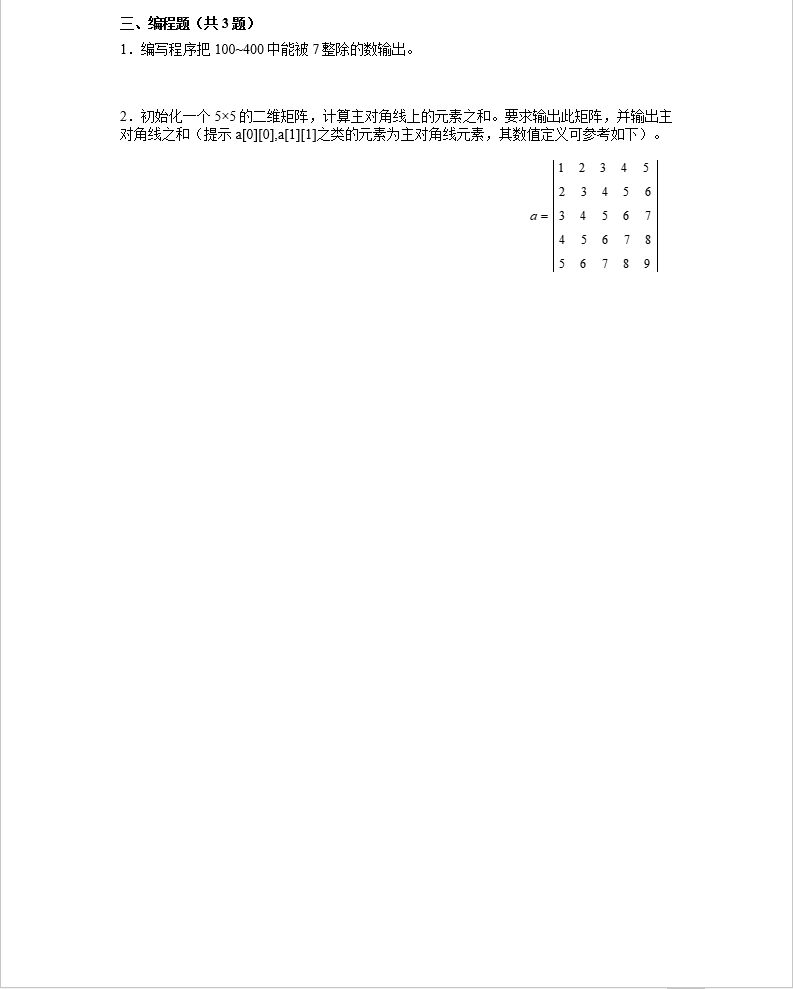 三、编程题（共 3 题）
1．编写程序把 100~400 中能被 7 整除的数输出。
2．初始化一个 5×5 的二维矩阵，计算主对角线上的元素之和。要求输出此矩阵，并输出主
对角线之和（提示 a[0][0],a[1][1]之类的元素为主对角线元素，其数值定义可参考如下）。
1 2 3 4 5
2 3 4 5 6
a = 3 4 5 6 7
4 5 6 7 8
5 6 7 8 9